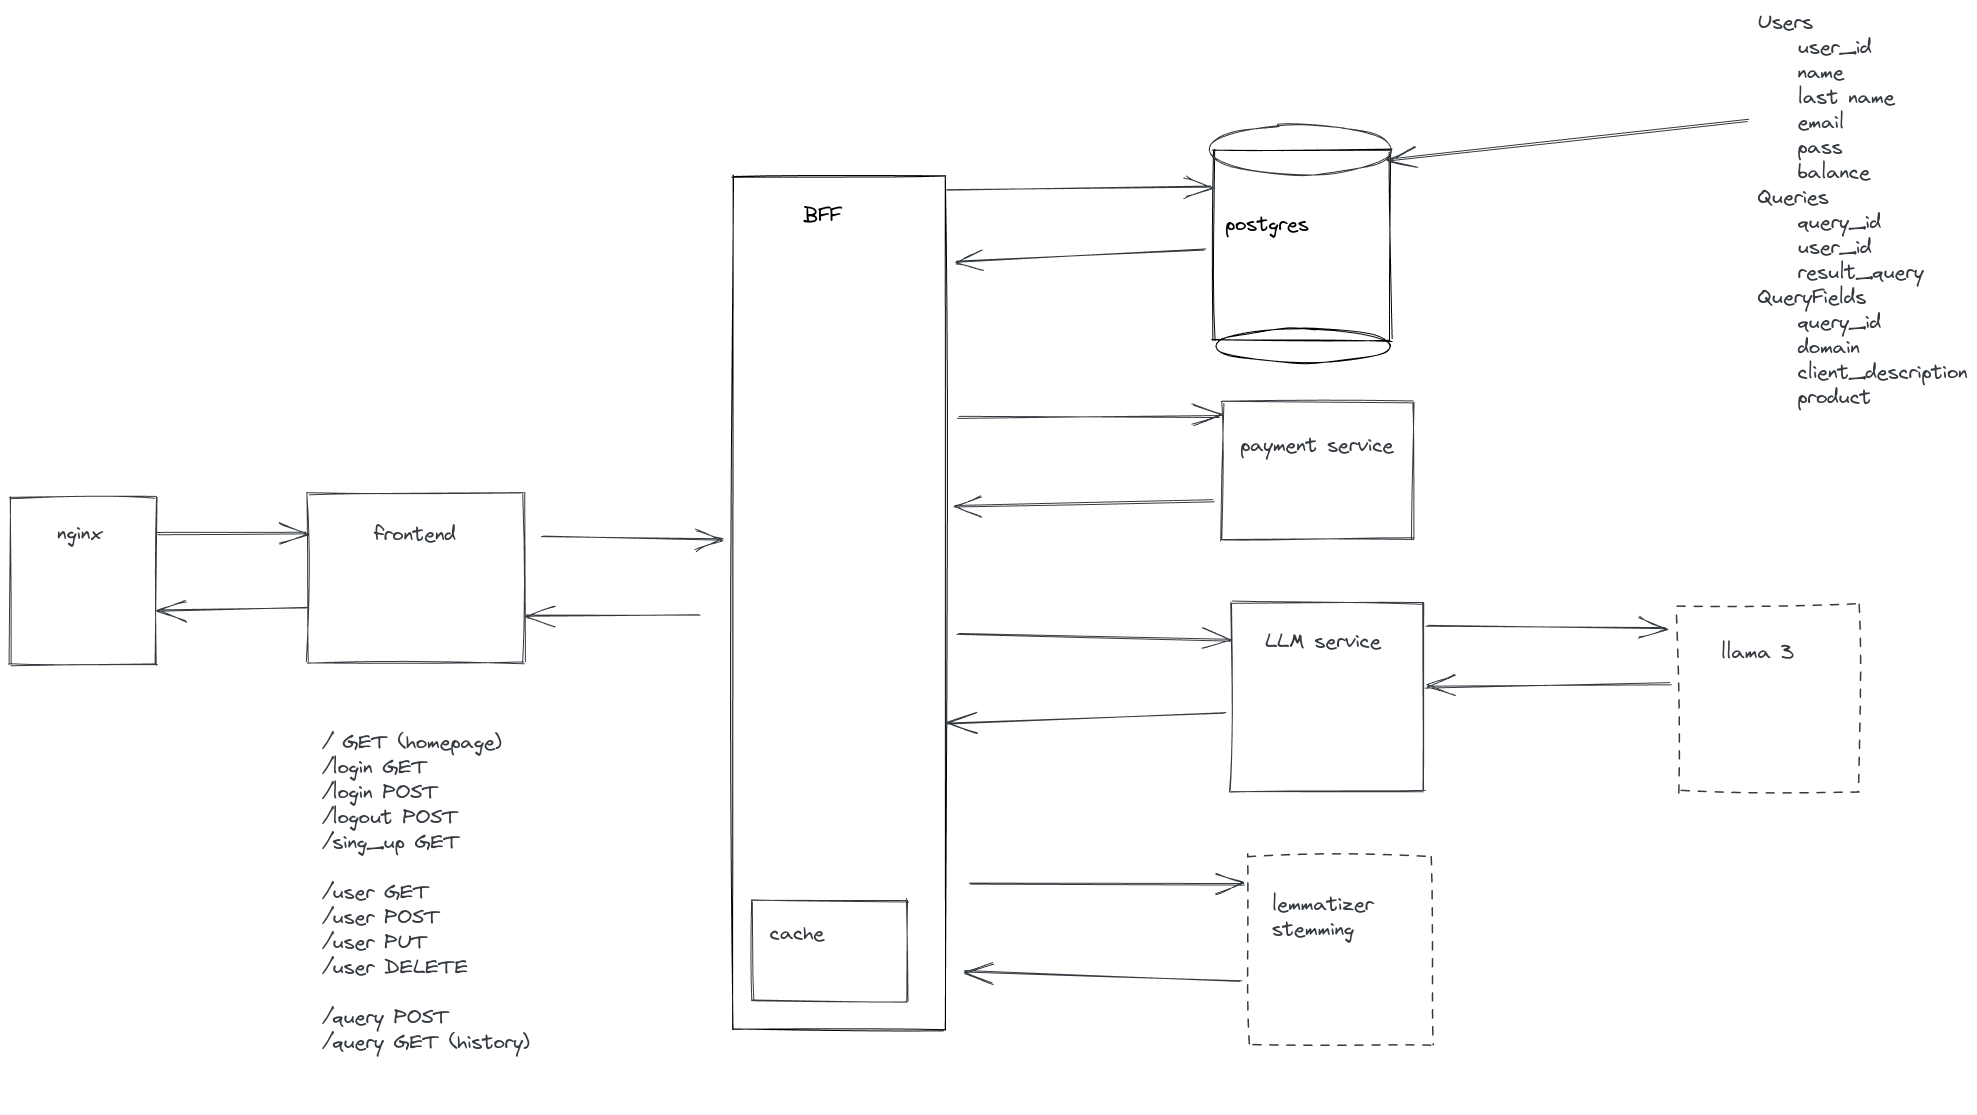 Users
user_id
name
last name
email
pass
balance
Queries
query_id
user_id
result_query
QueryFields
query_id
domain
client_description
product
BFF
postgres
payment service
nginx
frontend
LLM service
llama 3
/ GET (homepage)
/login GET
/login POST
/logout POST
/sing_up GET
/user GET
/user POST
/user PUT
/user DELETE
/query POST
/query GET (history)
cache
lemmatizer
stemming